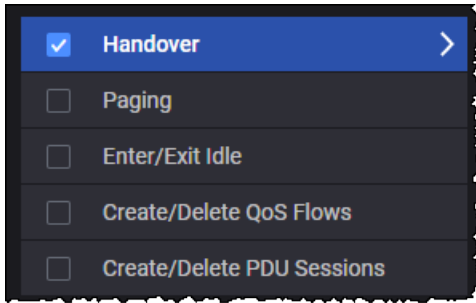 Handover
Paging
Enter/Exit Idle
Create/Delete QoS Flows
Create/Delete PDU Sessions